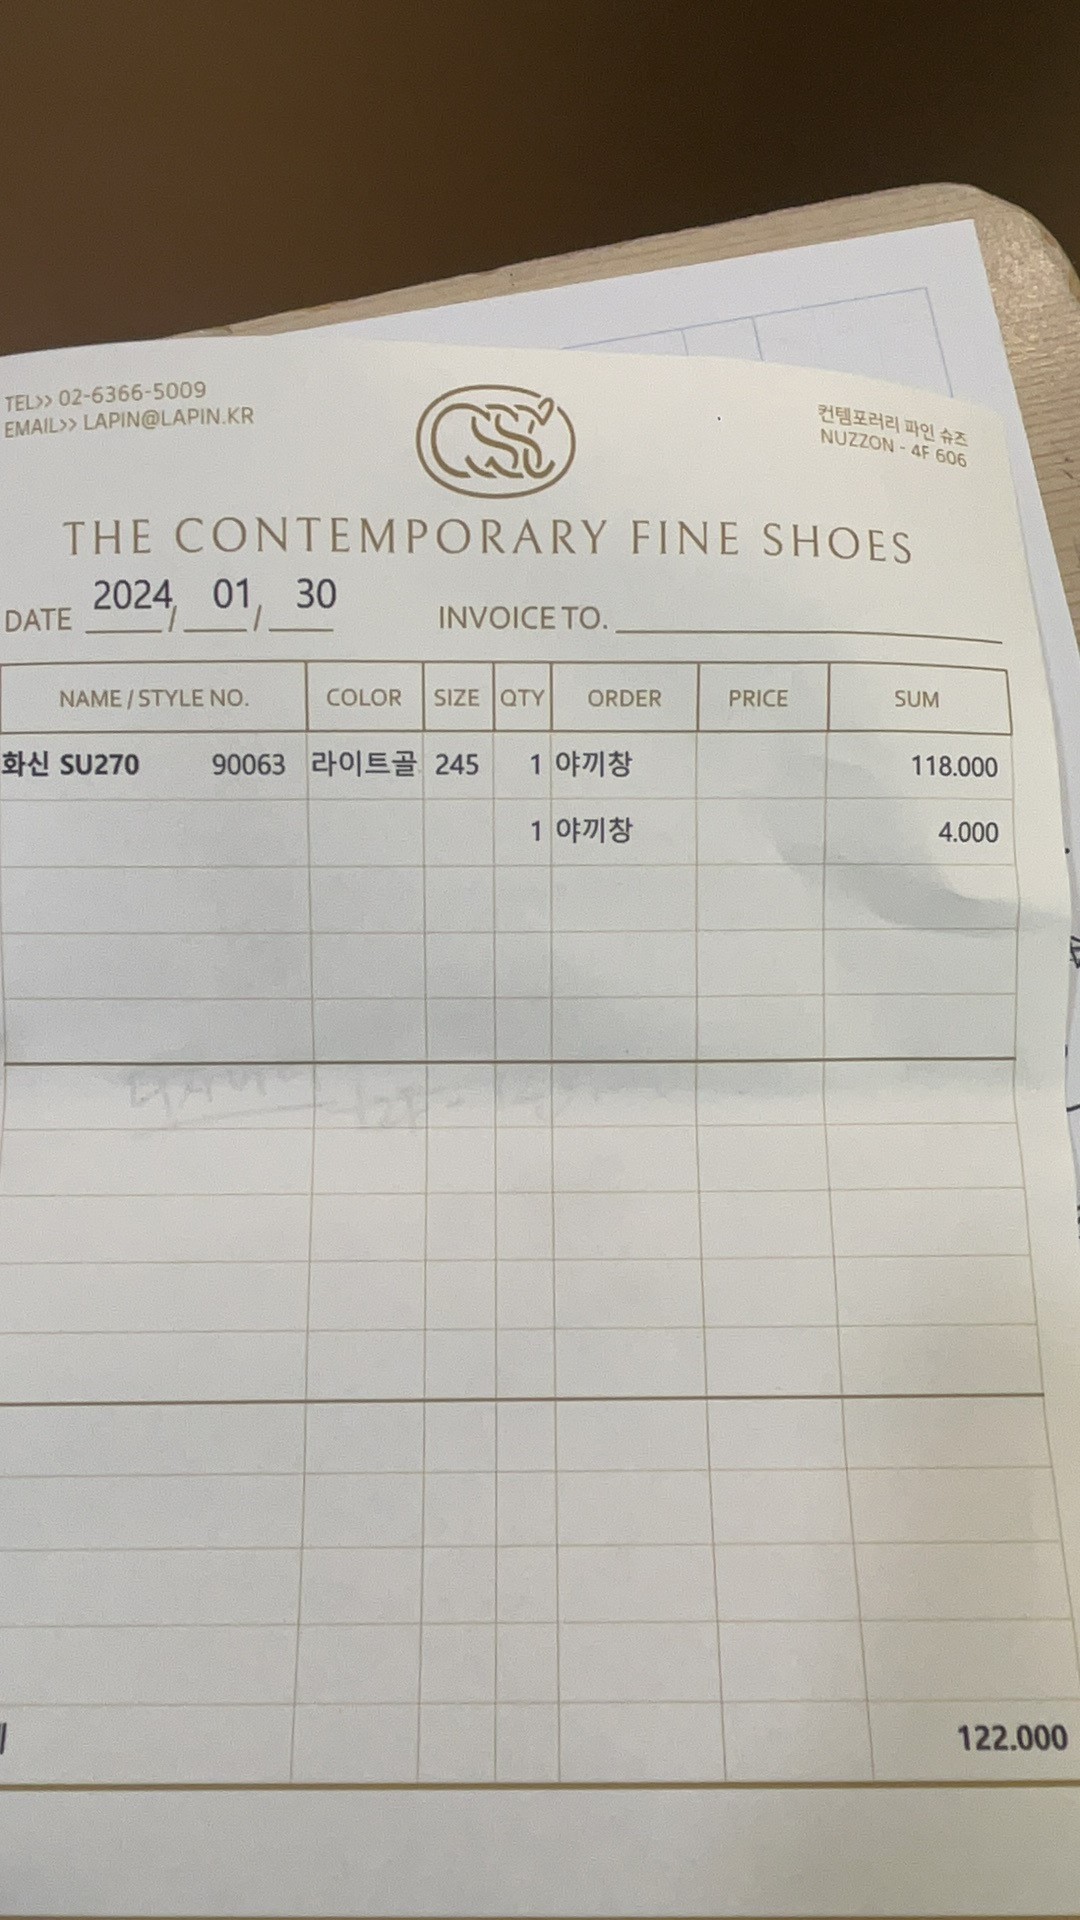 TEL>> 02-6366-5009
EMAIL>> LAPIN@LAPIN.KR
컨템포러리 파인 슈즈
NUZZON - 4F 606
THE CONTEMPORARY FINE SHOES
DATE 2024 / 01 / 30 INVOICE TO.
NAME / STYLE NO. COLOR SIZE QTY ORDER PRICE SUM
화신 SU270 90063 라이트골 245 1 야끼창 118.000
1 야끼창 4.000
122.000